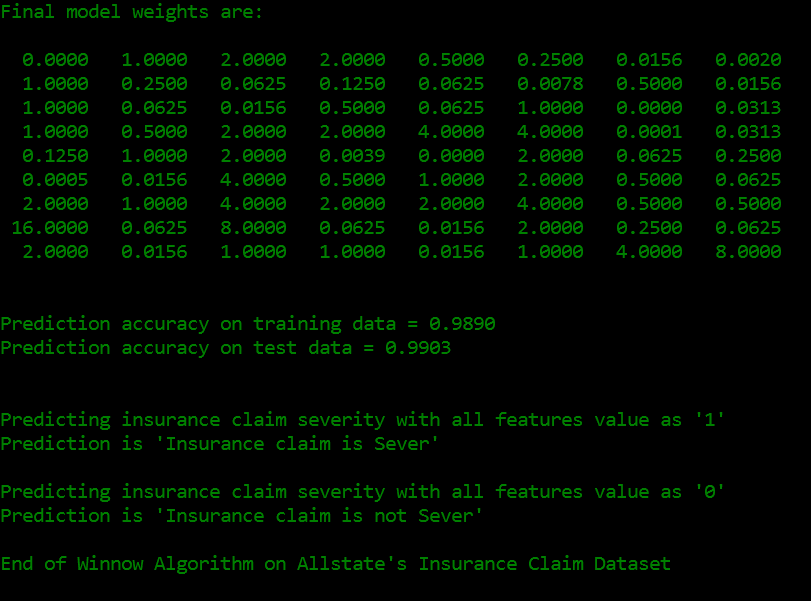 Final model weights are:
0.0000 1.0000 2.0000 2.0000 0.5000 0.2500 0.0156 0.0020
1.0000 0.2500 0.0625 0.1250 0.0625 0.0078 0.5000 0.0156
1.0000 0.0625 0.0156 0.5000 0.0625 1.0000 0.0000 0.0313
1.0000 0.5000 2.0000 2.0000 4.0000 4.0000 0.0001 0.0313
0.1250 1.0000 2.0000 0.0039 0.0000 2.0000 0.0625 0.2500
0.0005 0.0156 4.0000 0.5000 1.0000 2.0000 0.5000 0.0625
2.0000 1.0000 4.0000 2.0000 2.0000 4.0000 0.5000 0.5000
16.0000 0.0625 8.0000 0.0625 0.0156 2.0000 0.2500 0.0625
2.0000 0.0156 1.0000 1.0000 0.0156 1.0000 4.0000 8.0000
Prediction accuracy on training data = 0.9890
Prediction accuracy on test data = 0.9903
Predicting insurance claim severity with all features value as '1'
Prediction is 'Insurance claim is Sever'
Predicting insurance claim severity with all features value as '0'
Prediction is 'Insurance claim is not Sever'
End of Winnow Algorithm on Allstate's Insurance Claim Dataset